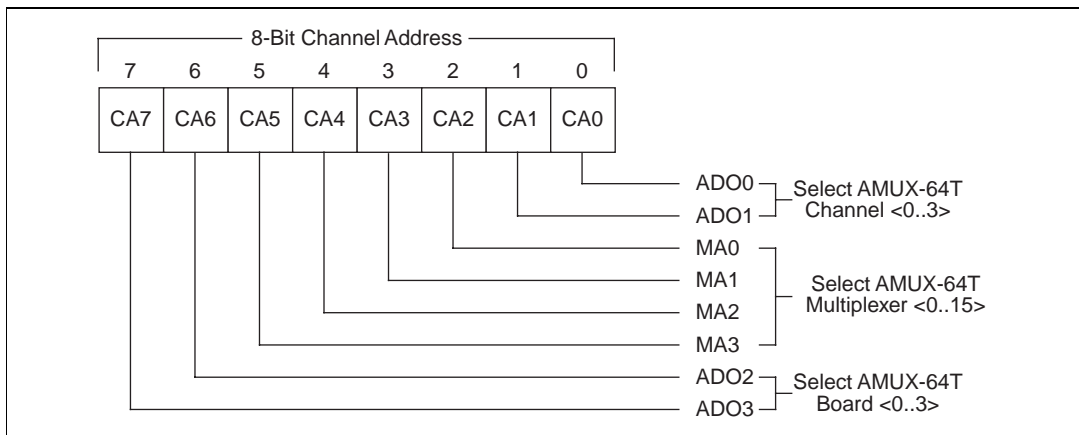 8-Bit Channel Address
7 6 5 4 3 2 1 0
CA7 CA6 CA5 CA4 CA3 CA2 CA1 CA0
ADO0
ADO1
Select AMUX-64T
Channel <0..3>
MA0
MA1
MA2
MA3
Select AMUX-64T
Multiplexer <0..15>
ADO2
ADO3
Select AMUX-64T
Board <0..3>